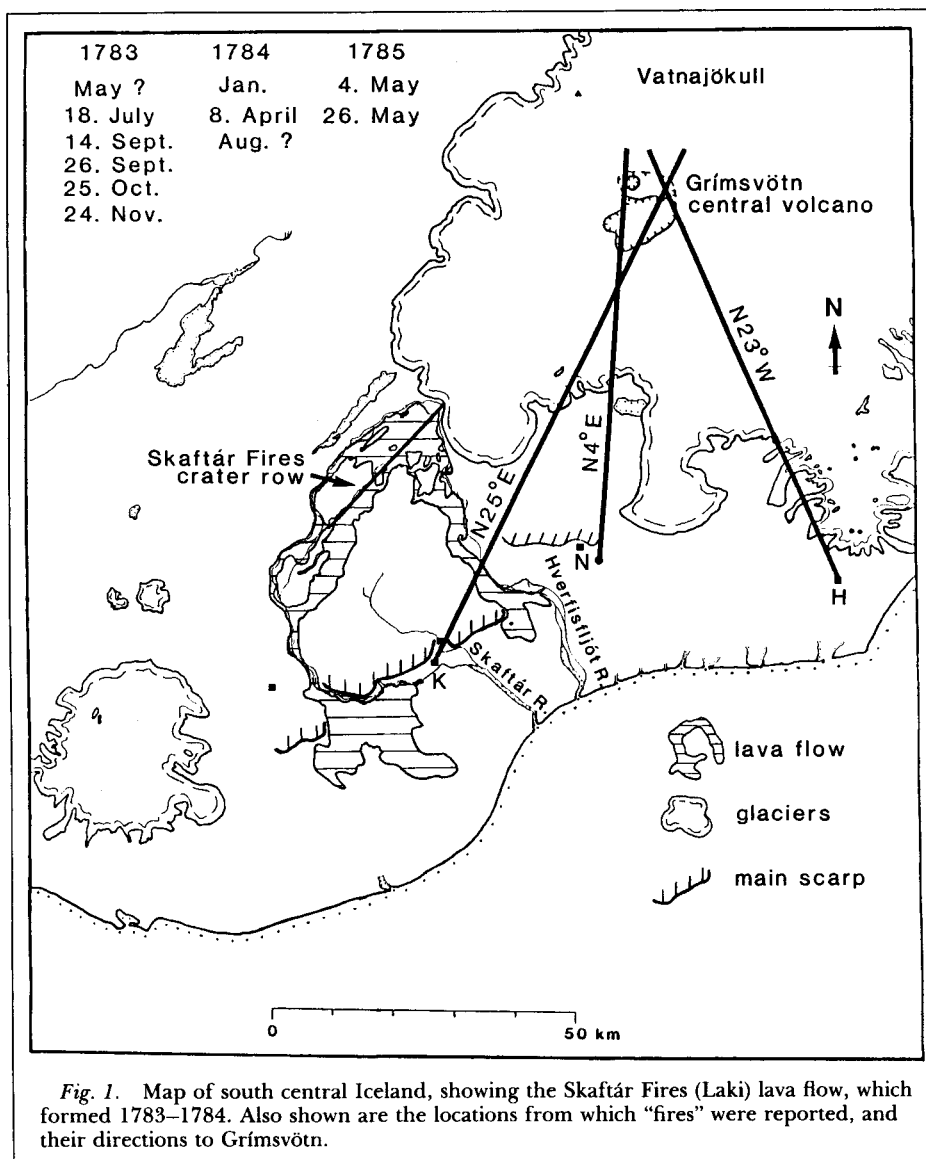 1783 1784 1785
May ? Jan. 4. May
18. July 8. April 26. May
14. Sept. Aug. ?
26. Sept.
25. Oct.
24. Nov.
Vatnajökull
Grímsvötn
central volcano
N
N23°W
N4°E
N25°E
Skaftár Fires
crater row
N
H
Hverfisfljót R.
Skaftár R.
K
lava flow
glaciers
main scarp
0 50 km
Fig. 1. Map of south central Iceland, showing the Skaftár Fires (Laki) lava flow, which
formed 1783–1784. Also shown are the locations from which “fires” were reported, and
their directions to Grímsvötn.